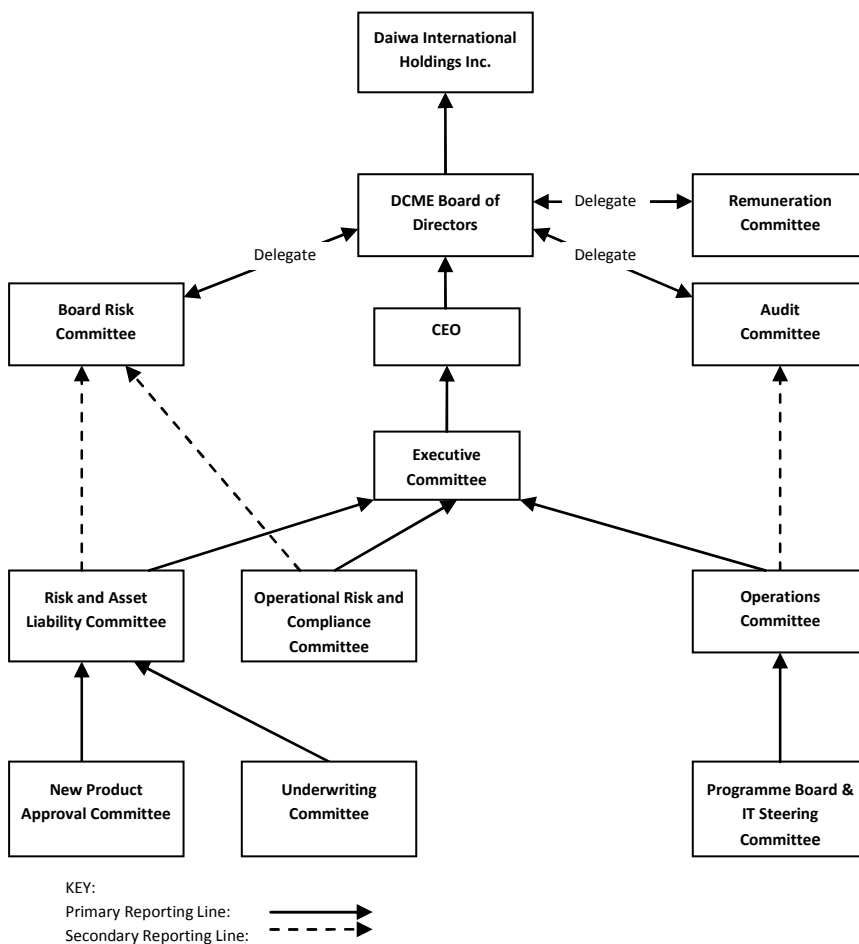 Daiwa International
Holdings Inc.
DCME Board of
Directors
Delegate
Remuneration
Committee
Delegate
Delegate
Board Risk
Committee
CEO
Audit
Committee
Executive
Committee
Risk and Asset
Liability Committee
Operational Risk and
Compliance
Committee
Operations
Committee
New Product
Approval Committee
Underwriting
Committee
Programme Board &
IT Steering
Committee
KEY:
Primary Reporting Line:
Secondary Reporting Line: